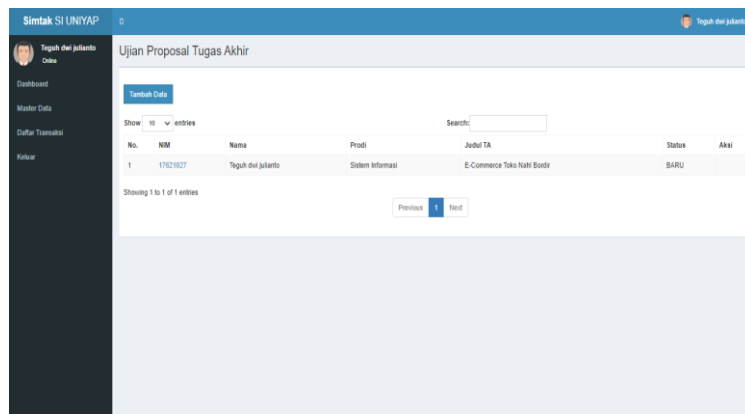 Simtak SI UNIYAP
Teguh dwi julianto
Teguh dwi julianto
Online
Dashboard
Master Data
Daftar Transaksi
Keluar
Ujian Proposal Tugas Akhir
Tambah Data
Show 10 entries Search:
No. NIM Nama Prodi Judul TA Status Aksi
1 17621027 Teguh dwi julianto Sistem Informasi E-Commerce Toko Nahl Bordir BARU
Showing 1 to 1 of 1 entries
Previous 1 Next